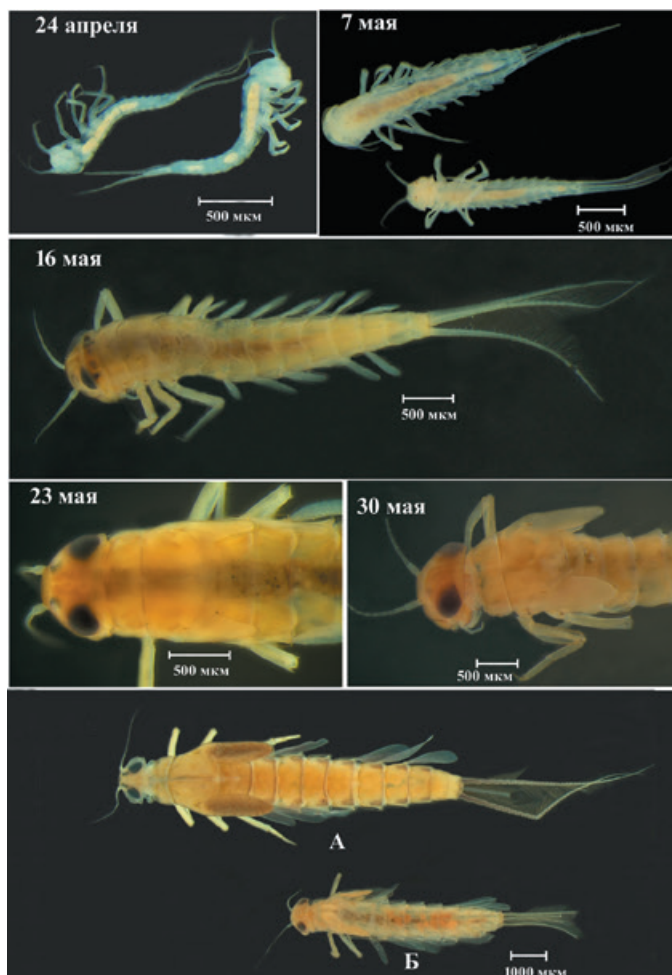 24 апреля
7 мая
500 мкм
500 мкм
16 мая
500 мкм
23 мая
30 мая
500 мкм
500 мкм
А
Б
1000 мкм